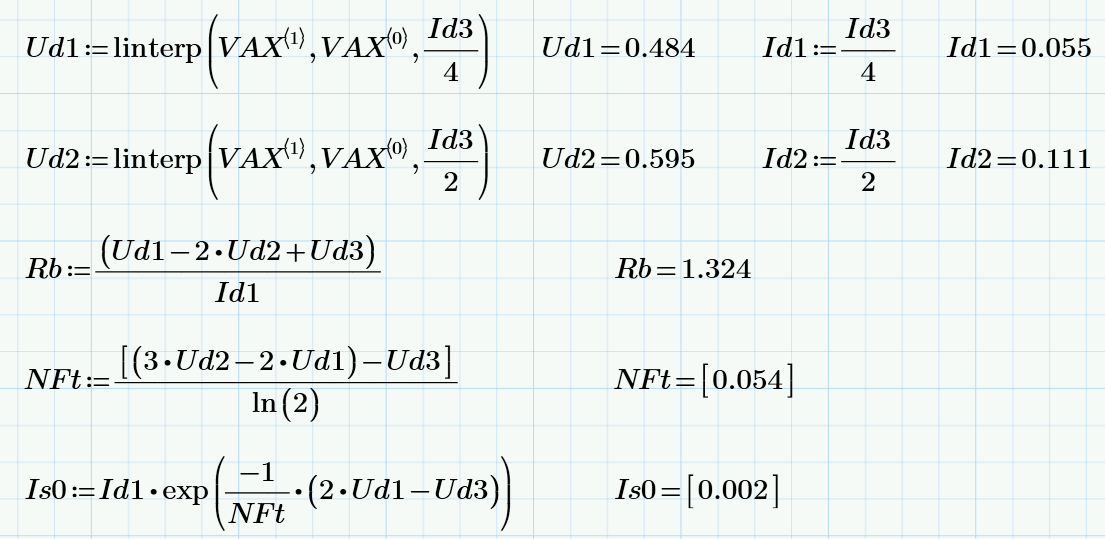 Ud1:=linterp(VAX^⟨1⟩, VAX^⟨0⟩, Id3/4) Ud1=0.484 Id1:=Id3/4 Id1=0.055
Ud2:=linterp(VAX^⟨1⟩, VAX^⟨0⟩, Id3/2) Ud2=0.595 Id2:=Id3/2 Id2=0.111
Rb:=(Ud1-2•Ud2+Ud3)/Id1 Rb=1.324
NFt:=[(3•Ud2-2•Ud1)-Ud3]/ln(2) NFt=[0.054]
Is0:=Id1•exp(-1/NFt•(2•Ud1-Ud3)) Is0=[0.002]